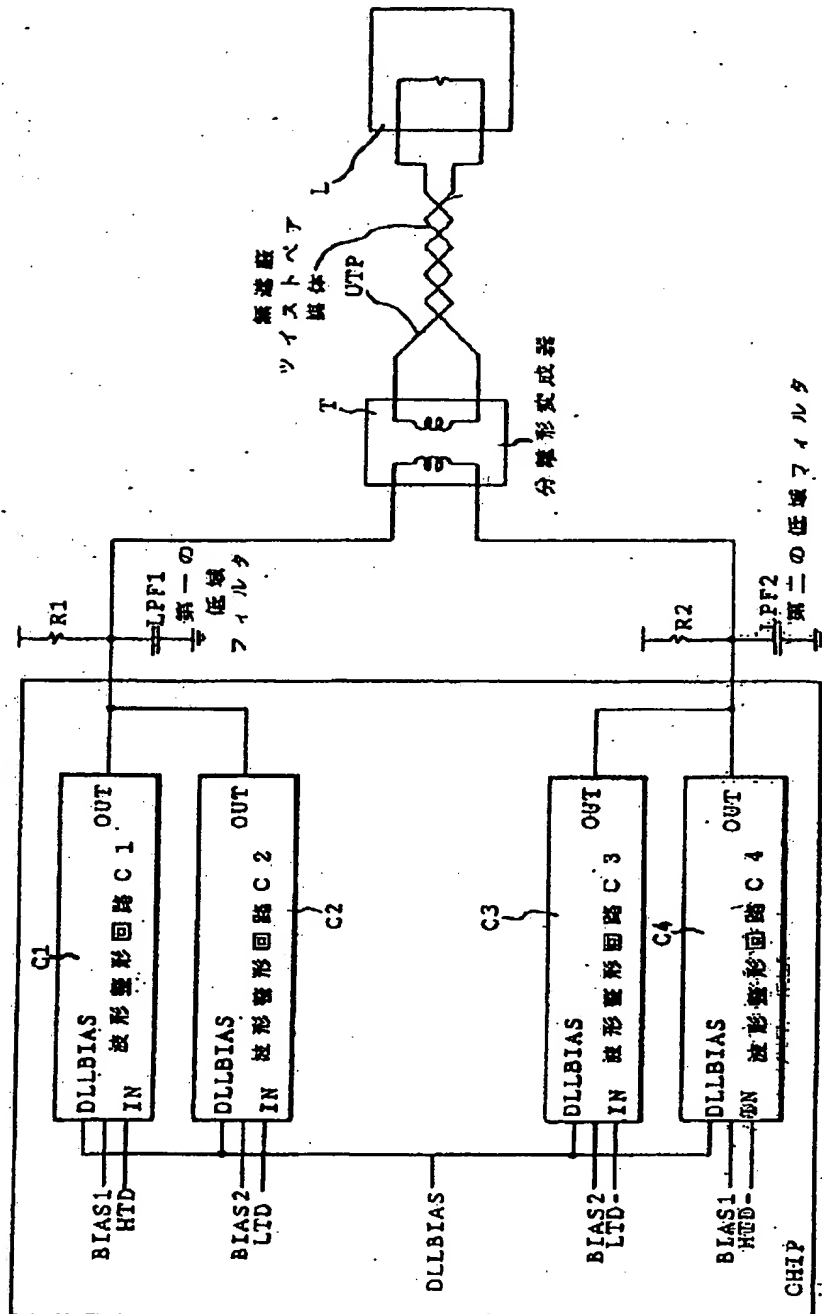 C1
DLLBIAS
OUT
波形整形回路 C 1
IN
BIAS1
HTD
DLLBIAS
OUT
波形整形回路 C 2
IN
C2
BIAS2
LTD
DLLBIAS
C3
DLLBIAS
OUT
波形整形回路 C 3
IN
BIAS2
LTD-
C4
DLLBIAS
OUT
波形整形回路 C 4
IN
BIAS1
HTD-
CHIP
R1
LPF1
第一の
低域
フィルタ
R2
LPF2
第二の低域フィルタ
T
分離形変成器
無遮蔽
ツイストペア
媒体
UTP
L